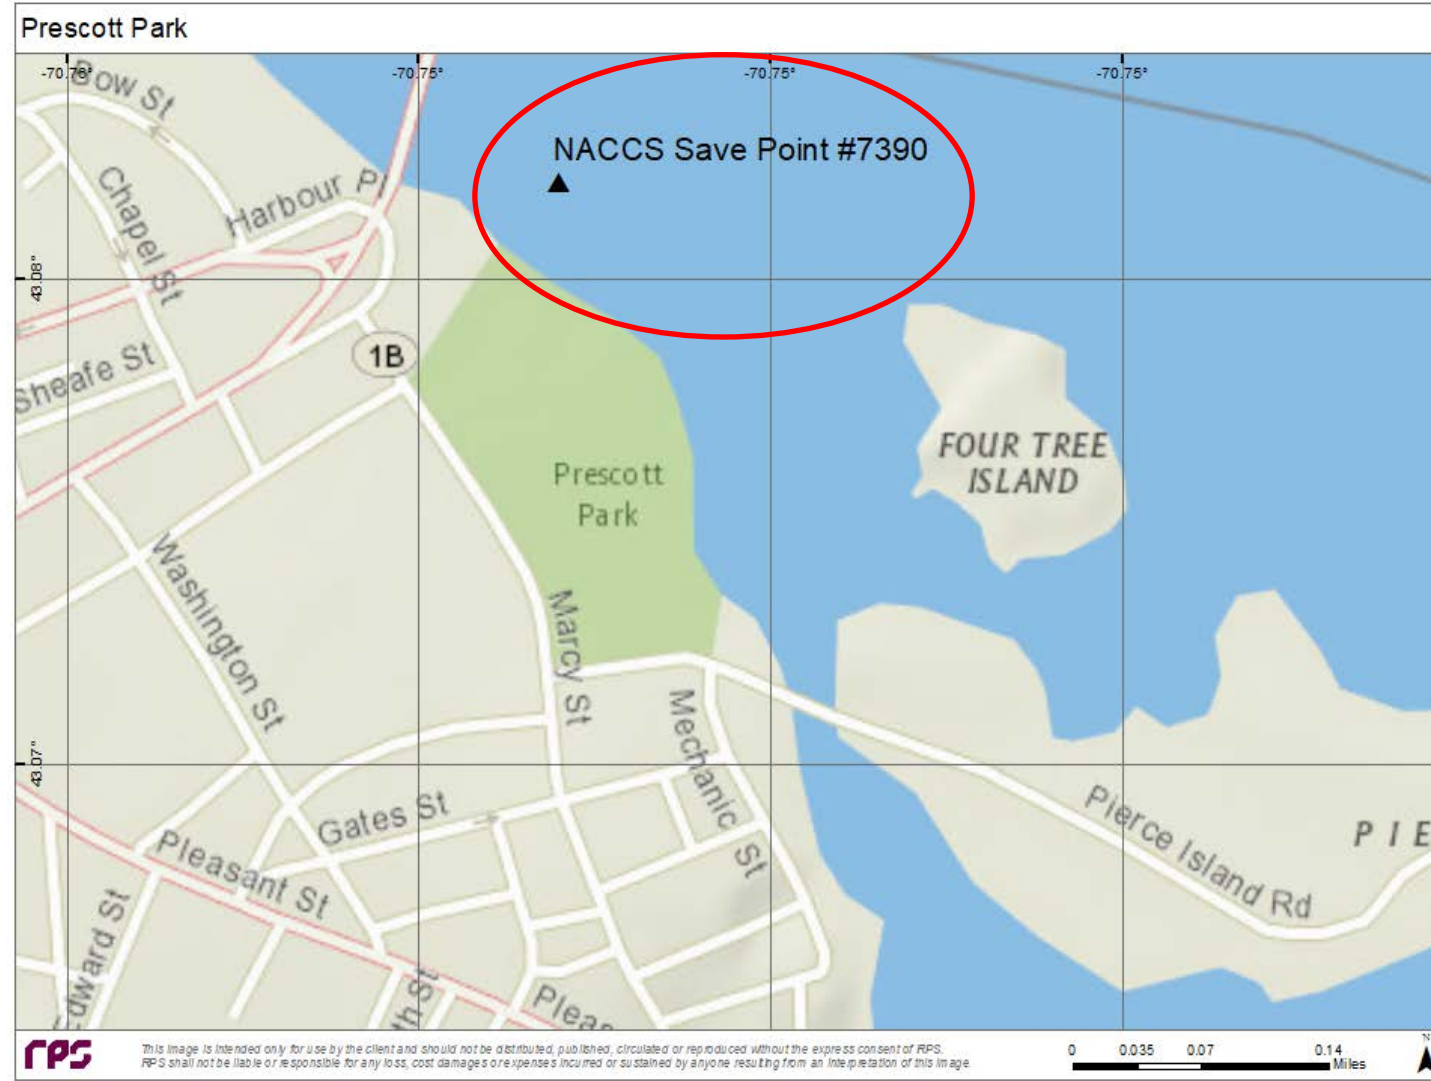 Prescott Park
-70.76° -70.75° -70.75° -70.75°
Bow St
NACCS Save Point #7390
Chapel St
Harbour Pl
43.08°
1B
Sheafe St
FOUR TREE
ISLAND
Prescott
Park
Washington St
Marcy St
Mechanic St
43.07°
Gates St
Pierce Island Rd
PIE
Pleasant St
Edward St
th St
Pleas
rps
This image is intended only for use by the client and should not be distributed, published, circulated or reproduced without the express consent of RPS.
RPS shall not be liable or responsible for any loss, cost damages or expenses incurred or sustained by anyone resulting from an interpretation of this image.
0 0.035 0.07 0.14
Miles
N